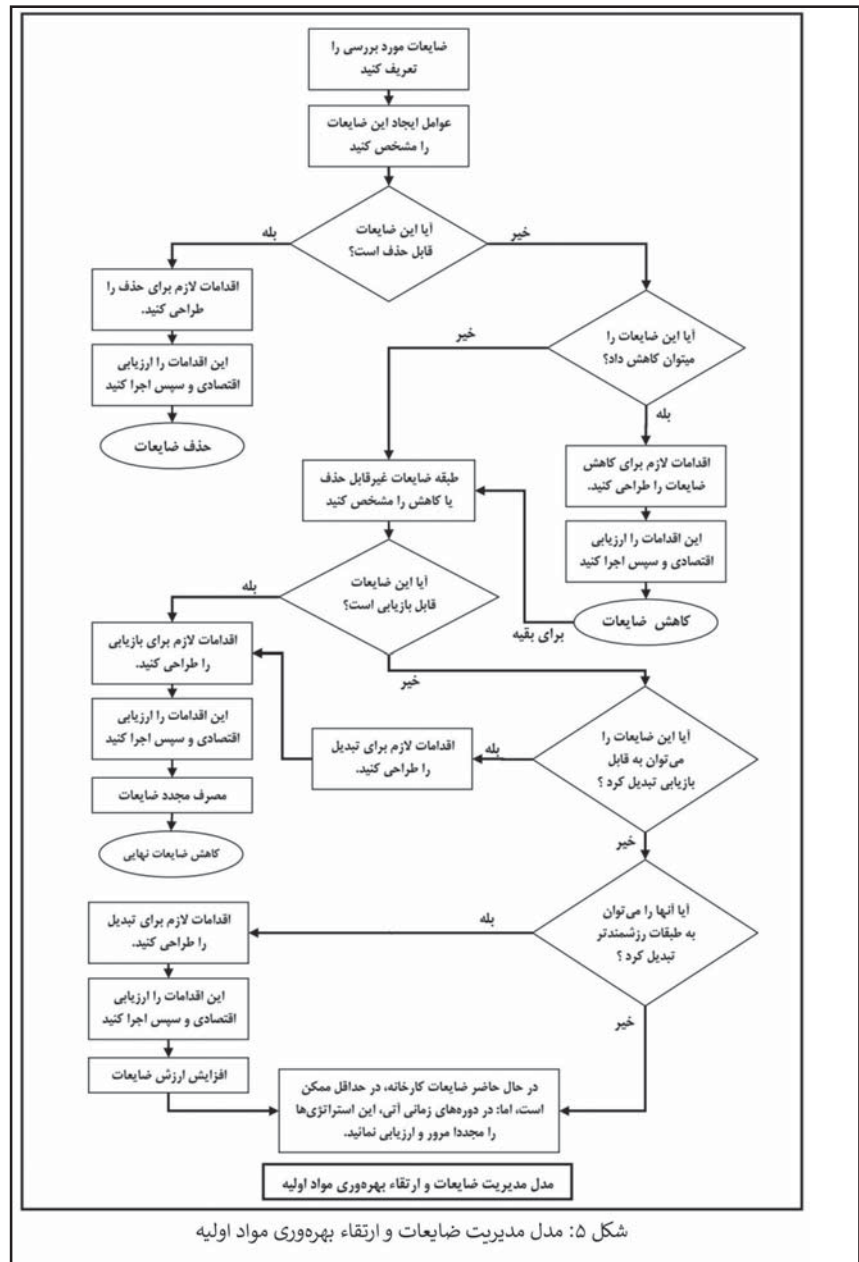 ضایعات مورد بررسی را
تعریف کنید
عوامل ایجاد این ضایعات
را مشخص کنید
آیا این ضایعات
قابل حذف است؟
بله
خیر
اقدامات لازم برای حذف را
طراحی کنید.
این اقدامات را ارزیابی
اقتصادی و سپس اجرا کنید
حذف ضایعات
آیا این ضایعات را
میتوان کاهش داد؟
خیر
بله
اقدامات لازم برای کاهش
ضایعات را طراحی کنید.
این اقدامات را ارزیابی
اقتصادی و سپس اجرا کنید
کاهش ضایعات
برای بقیه
طبقه ضایعات غیرقابل حذف
یا کاهش را مشخص کنید
آیا این ضایعات
قابل بازیابی است؟
بله
خیر
اقدامات لازم برای بازیابی
را طراحی کنید.
این اقدامات را ارزیابی
اقتصادی و سپس اجرا کنید
مصرف مجدد ضایعات
کاهش ضایعات نهایی
آیا این ضایعات را
می‌توان به قابل
بازیابی تبدیل کرد ؟
بله
خیر
اقدامات لازم برای تبدیل
را طراحی کنید.
آیا آنها را می‌توان
به طبقات رزشمندتر
تبدیل کرد ؟
بله
خیر
اقدامات لازم برای تبدیل
را طراحی کنید.
این اقدامات را ارزیابی
اقتصادی و سپس اجرا کنید
افزایش ارزش ضایعات
در حال حاضر ضایعات کارخانه، در حداقل ممکن
است، اما: در دوره‌های زمانی آتی، این استراتژی‌ها
را مجددا مرور و ارزیابی نمائید.
مدل مدیریت ضایعات و ارتقاء بهره‌وری مواد اولیه
شکل ۵: مدل مدیریت ضایعات و ارتقاء بهره‌وری مواد اولیه